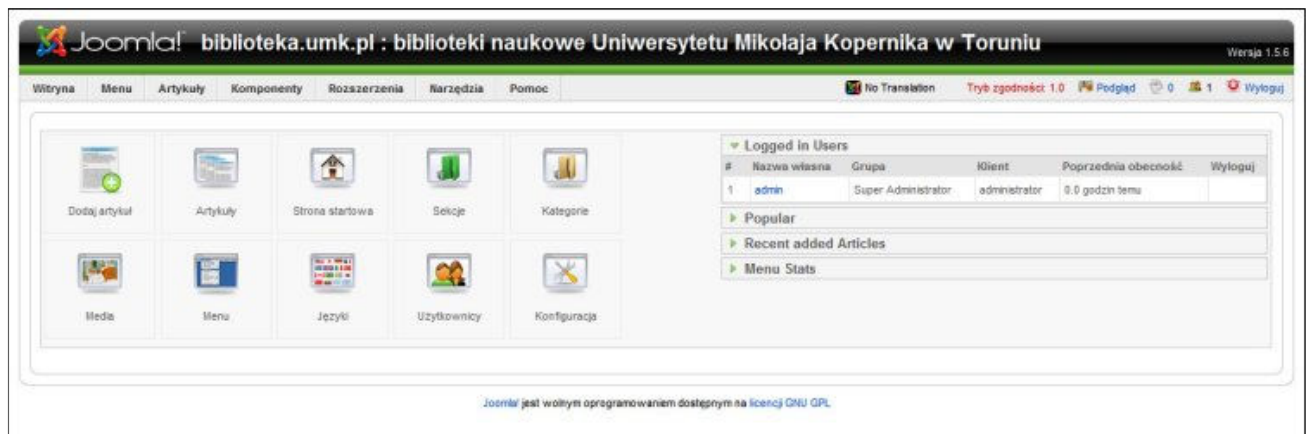 Joomla! biblioteka.umk.pl : biblioteki naukowe Uniwersytetu Mikołaja Kopernika w Toruniu
Wersja 1.5.6
Witryna Menu Artykuły Komponenty Rozszerzenia Narzędzia Pomoc No Translation Tryb zgodności: 1.0 Podgląd 0 1 Wyloguj
Dodaj artykuł Artykuły Strona startowa Sekcje Kategorie
Media Menu Języki Użytkownicy Konfiguracja
Logged in Users
# Nazwa własna Grupa Klient Poprzednia obecność Wyloguj
1 admin Super Administrator administrator 0.0 godzin temu
Popular
Recent added Articles
Menu Stats
Joomla! jest wolnym oprogramowaniem dostępnym na licencji GNU GPL.